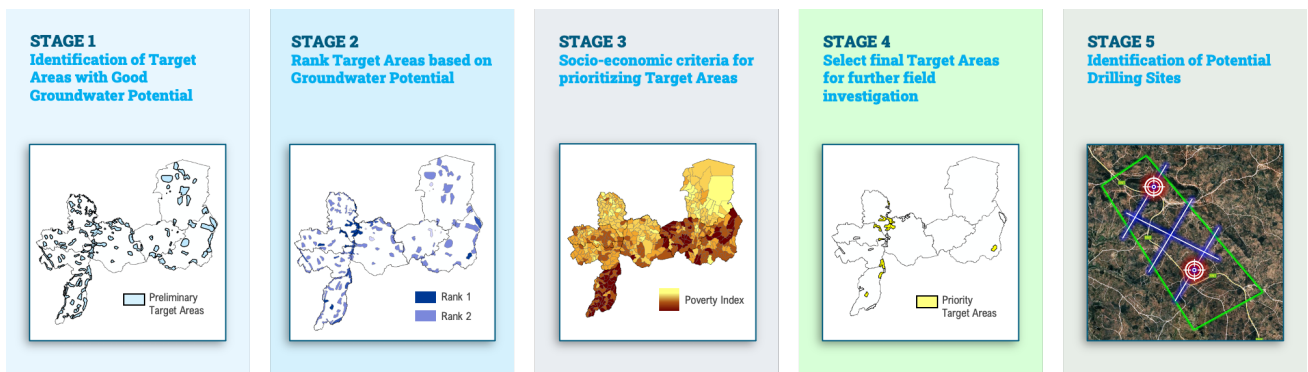 STAGE 1
Identification of Target
Areas with Good
Groundwater Potential
Preliminary
Target Areas
STAGE 2
Rank Target Areas based on
Groundwater Potential
Rank 1
Rank 2
STAGE 3
Socio-economic criteria for
prioritizing Target Areas
Poverty Index
STAGE 4
Select final Target Areas
for further field
investigation
Priority
Target Areas
STAGE 5
Identification of Potential
Drilling Sites